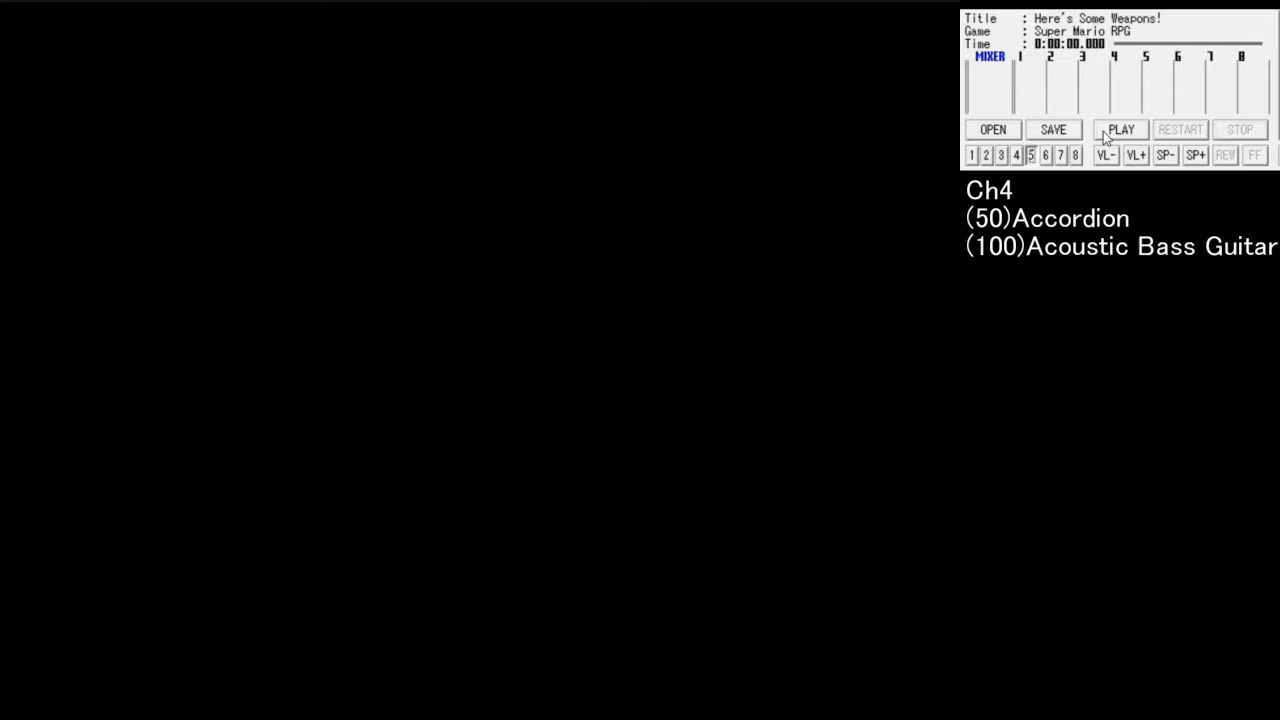 Title : Here's Some Weapons!
Game : Super Mario RPG
Time : 0:00:00.000
MIXER 1 2 3 4 5 6 7 8
OPEN SAVE PLAY RESTART STOP
1 2 3 4 5 6 7 8 VL- VL+ SP- SP+ REW FF
Ch4
(50)Accordion
(100)Acoustic Bass Guitar